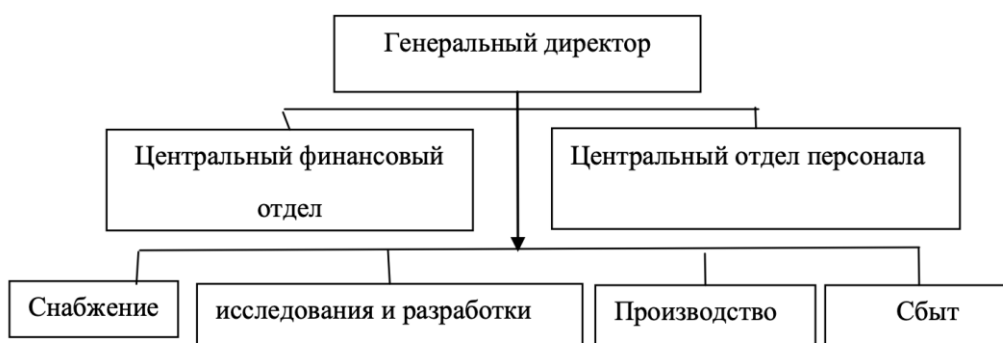 Генеральный директор
Центральный финансовый
отдел
Центральный отдел персонала
Снабжение
исследования и разработки
Производство
Сбыт